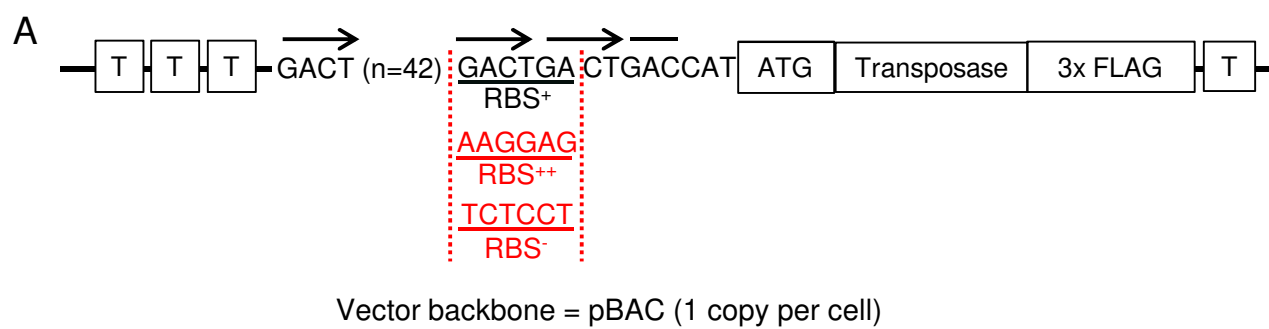 A
T T T GACT (n=42) GACTGA CTGACCAT ATG Transposase 3x FLAG T
RBS+
AAGGAG
RBS++
TCTCCT
RBS-
Vector backbone = pBAC (1 copy per cell)